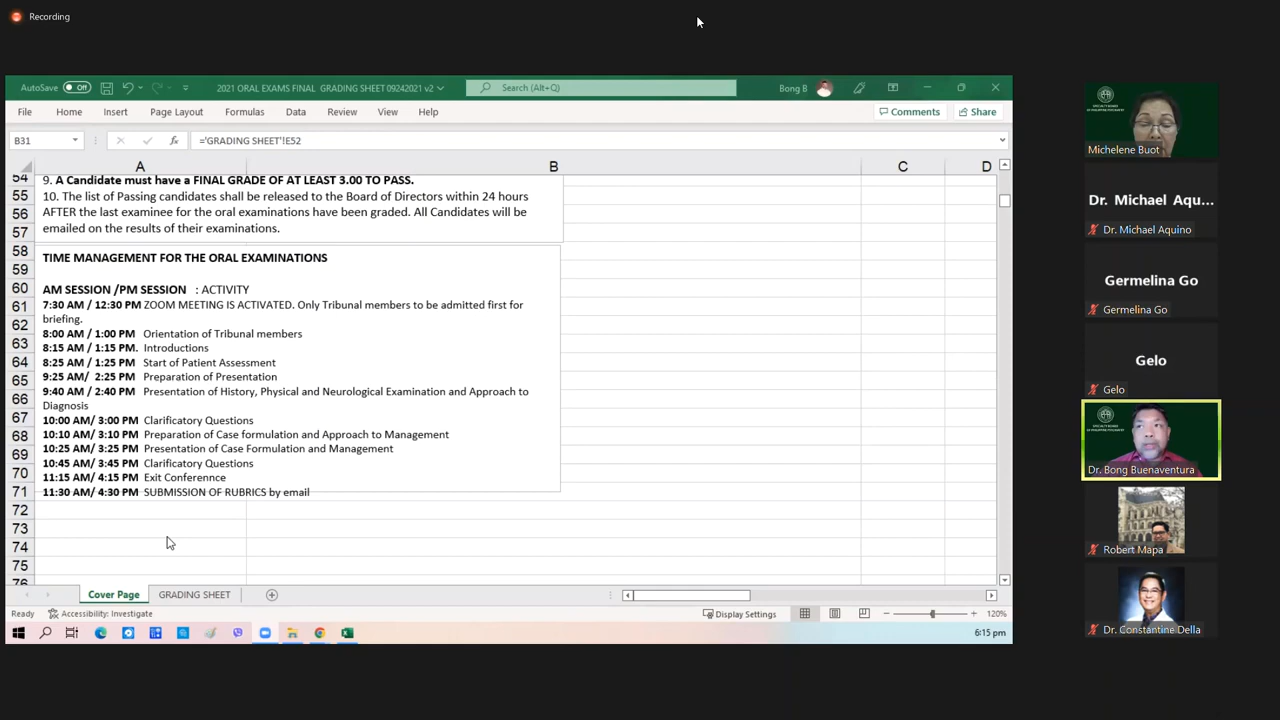 Recording
AutoSave Off 2021 ORAL EXAMS FINAL GRADING SHEET 09242021 v2 Search (Alt+Q) Bong B
File Home Insert Page Layout Formulas Data Review View Help Comments Share
B31 fx ='GRADING SHEET'!E52
A B C D
54 9. A Candidate must have a FINAL GRADE OF AT LEAST 3.00 TO PASS.
55 10. The list of Passing candidates shall be released to the Board of Directors within 24 hours
56 AFTER the last examinee for the oral examinations have been graded. All Candidates will be
57 emailed on the results of their examinations.
58 TIME MANAGEMENT FOR THE ORAL EXAMINATIONS
59
60 AM SESSION /PM SESSION : ACTIVITY
61 7:30 AM / 12:30 PM ZOOM MEETING IS ACTIVATED. Only Tribunal members to be admitted first for
62 briefing.
8:00 AM / 1:00 PM Orientation of Tribunal members
63 8:15 AM / 1:15 PM. Introductions
64 8:25 AM / 1:25 PM Start of Patient Assessment
65 9:25 AM/ 2:25 PM Preparation of Presentation
66 9:40 AM / 2:40 PM Presentation of History, Physical and Neurological Examination and Approach to
Diagnosis
67 10:00 AM/ 3:00 PM Clarificatory Questions
68 10:10 AM/ 3:10 PM Preparation of Case formulation and Approach to Management
69 10:25 AM/ 3:25 PM Presentation of Case Formulation and Management
70 10:45 AM/ 3:45 PM Clarificatory Questions
11:15 AM/ 4:15 PM Exit Conferennce
71 11:30 AM/ 4:30 PM SUBMISSION OF RUBRICS by email
72
73
74
75
76
Cover Page GRADING SHEET
Ready Accessibility: Investigate Display Settings 120%
6:15 pm
SPECIALTY BOARD
OF PHILIPPINE PSYCHIATRY
Michelene Buot
Dr. Michael Aqu...
Dr. Michael Aquino
Germelina Go
Germelina Go
Gelo
Gelo
SPECIALTY BOARD
OF PHILIPPINE PSYCHIATRY
Dr. Bong Buenaventura
Robert Mapa
Dr. Constantine Della